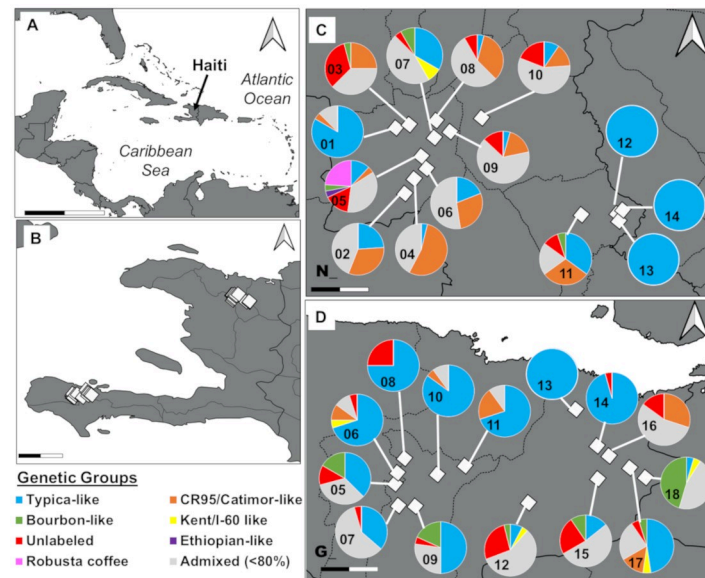 A
Haiti
Atlantic
Ocean
Caribbean
Sea
B
Genetic Groups
Typica-like
CR95/Catimor-like
Bourbon-like
Kent/I-60 like
Unlabeled
Ethiopian-like
Robusta coffee
Admixed (<80%)
C
03
07
08
10
01
12
09
05
14
06
02
04
11
13
N_
D
08
10
13
14
11
16
06
05
18
07
09
12
15
17
G_